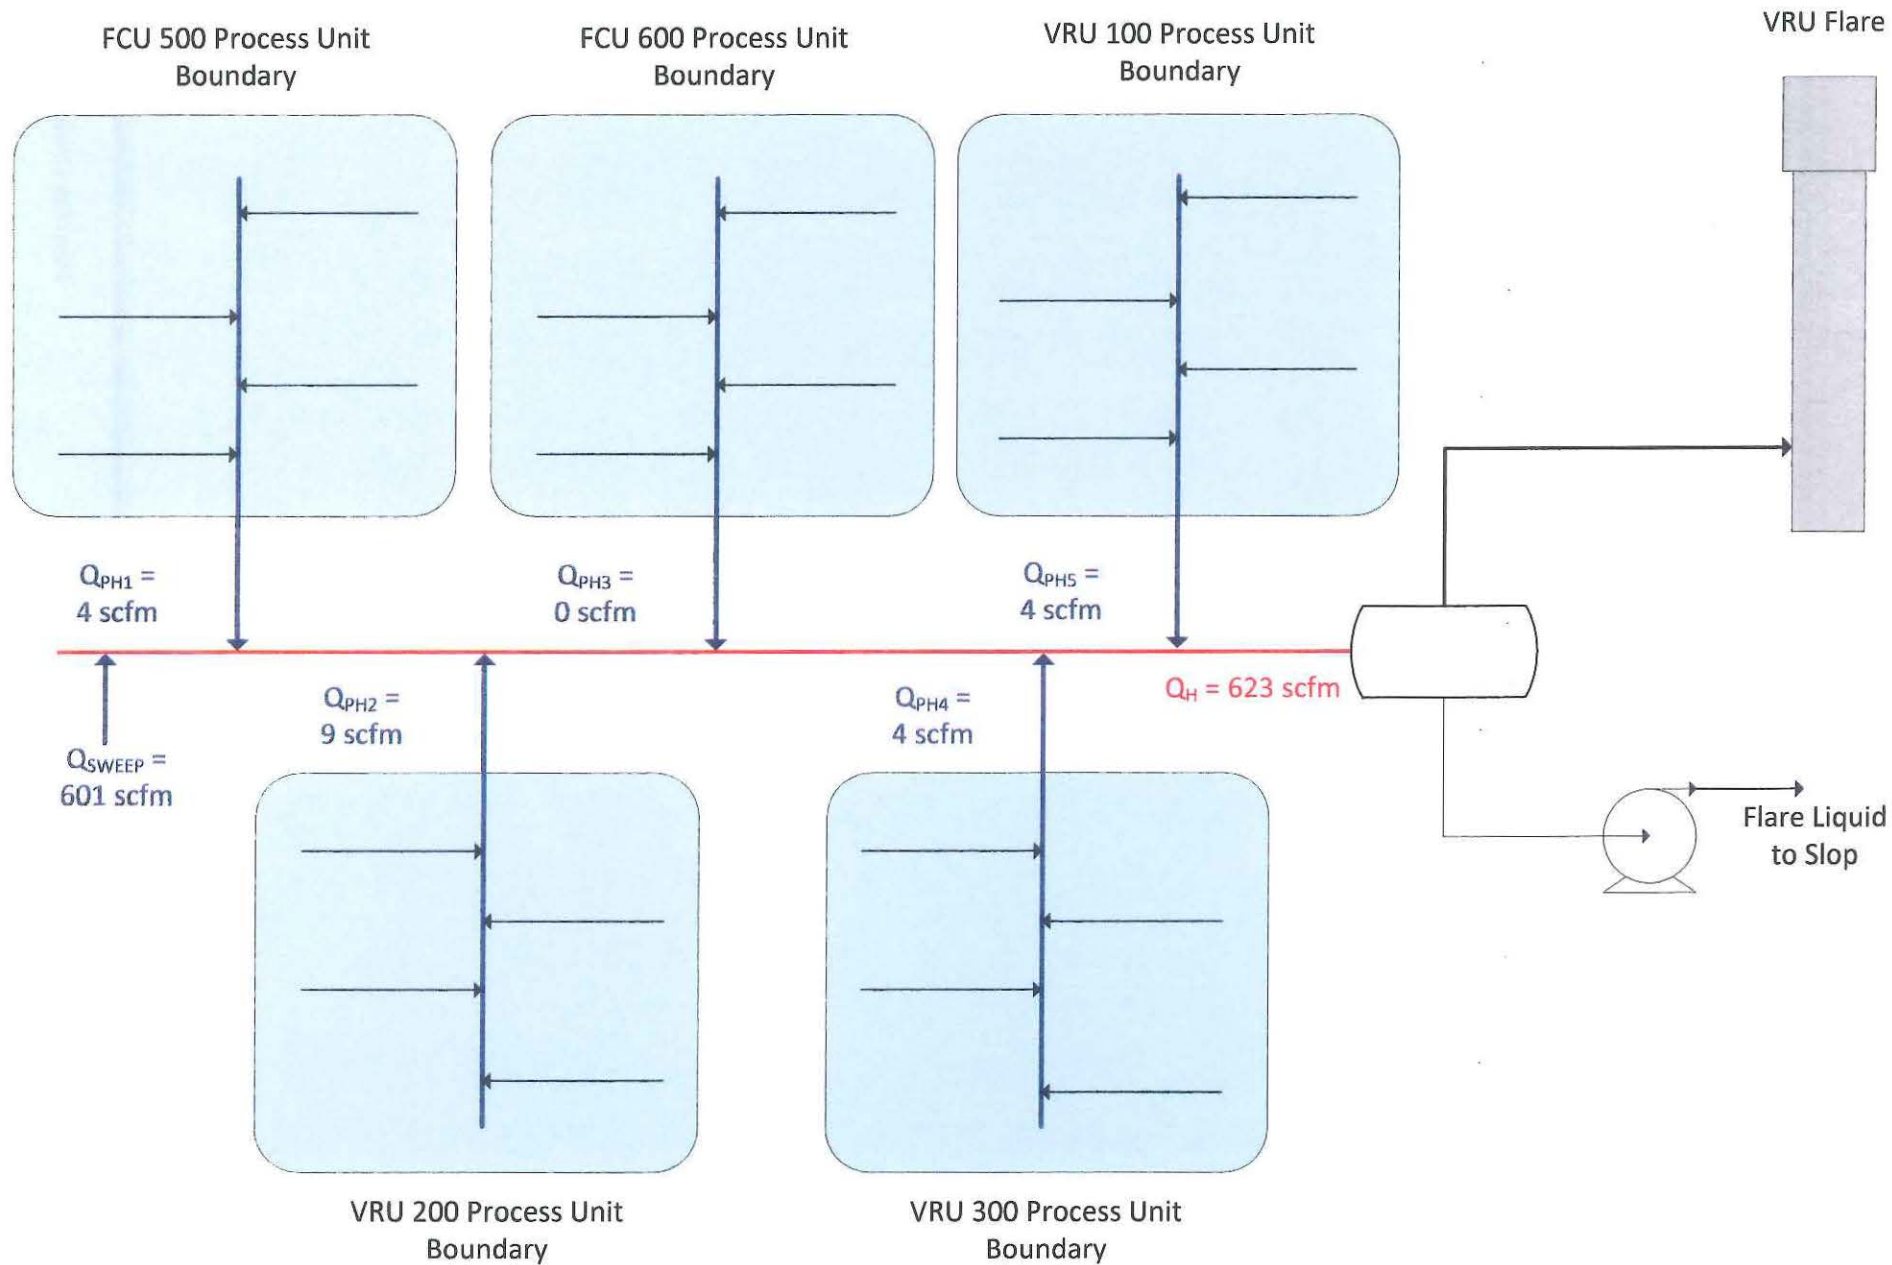 FCU 500 Process Unit
Boundary
FCU 600 Process Unit
Boundary
VRU 100 Process Unit
Boundary
VRU Flare
QPH1 =
4 scfm
QPH3 =
0 scfm
QPH5 =
4 scfm
QSWEEP =
601 scfm
QPH2 =
9 scfm
QPH4 =
4 scfm
QH = 623 scfm
Flare Liquid
to Slop
VRU 200 Process Unit
Boundary
VRU 300 Process Unit
Boundary